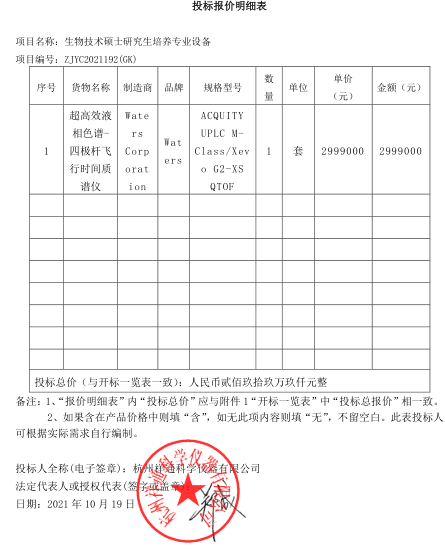 投标报价明细表
项目名称：生物技术硕士研究生培养专业设备
项目编号：ZJYC2021192(GK)
序号 货物名称 制造商 品牌 规格型号 数量 单位 单价（元） 金额（元）
1 超高效液相色谱-四极杆飞行时间质谱仪 Waters Corporation Waters ACQUITY UPLC M-Class/Xevo G2-XS QTOF 1 套 2999000 2999000
投标总价（与开标一览表一致）：人民币贰佰玖拾玖万玖仟元整
备注：1、“报价明细表”内“投标总价”应与附件1“开标一览表”中“投标总报价”相一致。
2、如果含在产品价格中则填“含”，如无此项内容则填“无”，不留空白。此表投标人
可根据实际需求自行编制。
投标人全称(电子签章)：杭州祥通科学仪器有限公司
法定代表人或授权代表(签字或盖章)：
日期：2021年10月19日